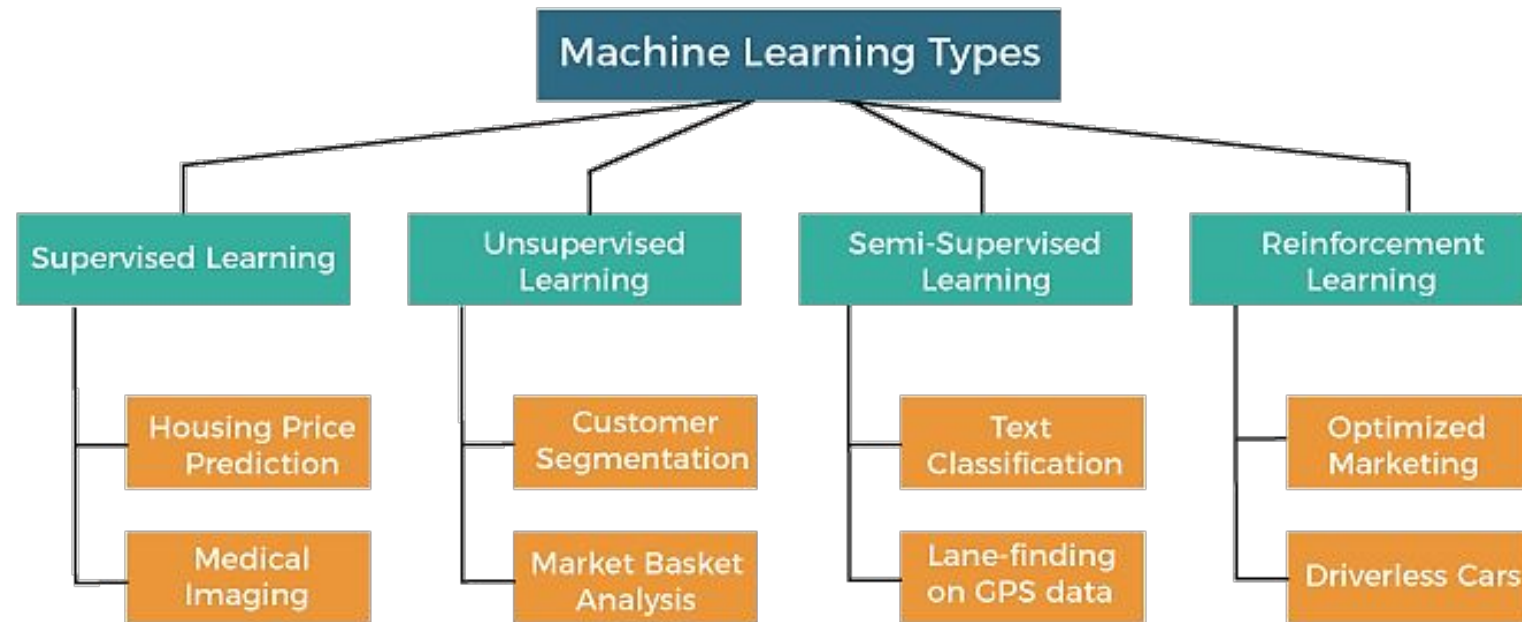 Machine Learning Types
Supervised Learning
Unsupervised
Learning
Semi-Supervised
Learning
Reinforcement
Learning
Housing Price
Prediction
Customer
Segmentation
Text
Classification
Optimized
Marketing
Medical
Imaging
Market Basket
Analysis
Lane-finding
on GPS data
Driverless Cars